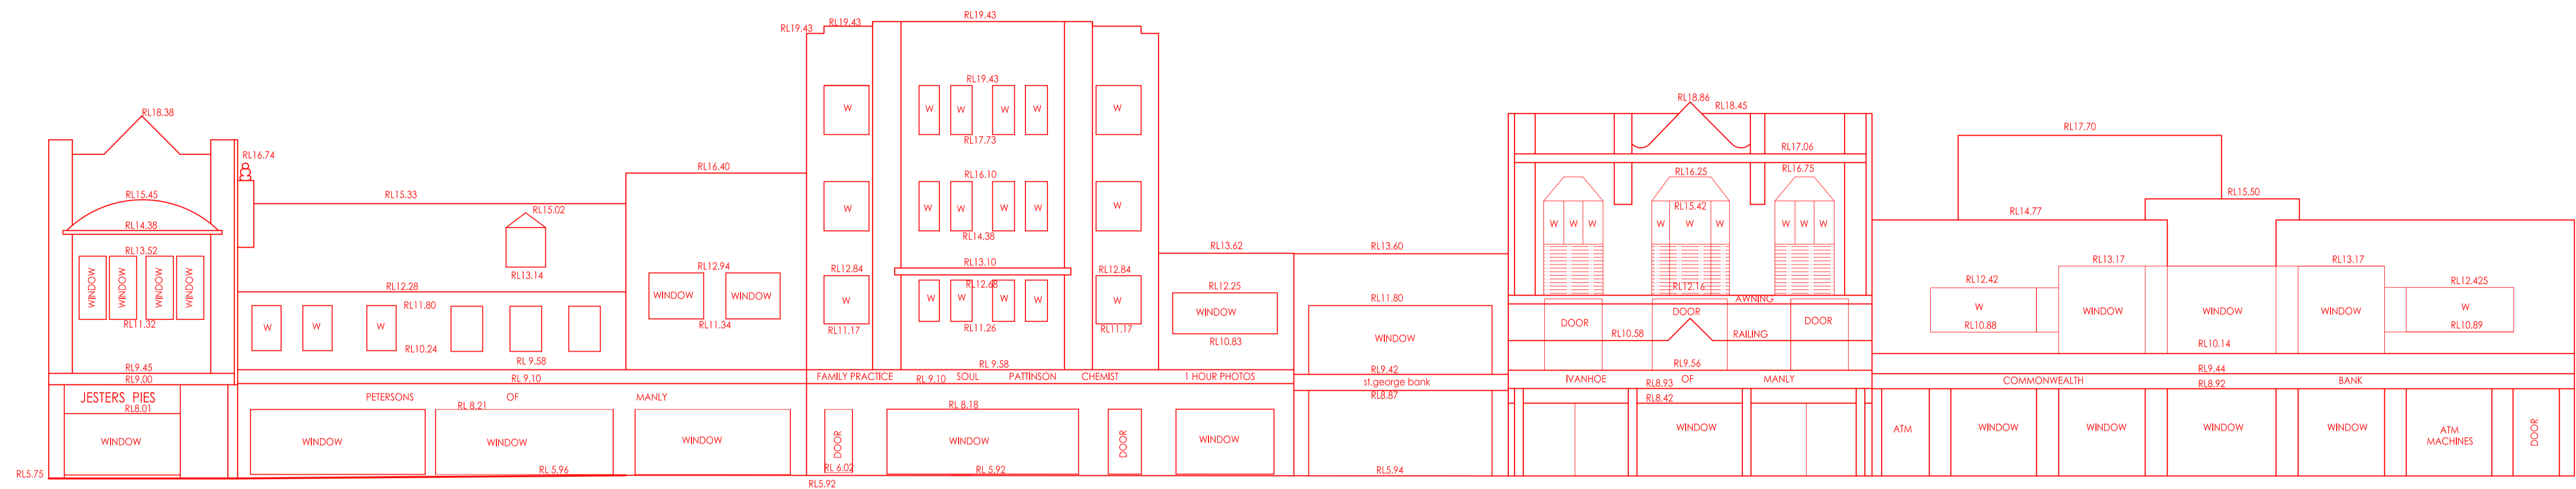 RL18.38
RL15.45
RL14.38
RL13.52
WINDOW
WINDOW
WINDOW
WINDOW
RL11.32
RL9.45
RL9.00
JESTERS PIES
RL8.01
WINDOW
RL5.75
RL16.74
RL15.33
RL15.02
RL13.14
RL12.28
RL11.80
W
W
W
RL10.24
RL 9.58
RL 9.10
PETERSONS OF MANLY
RL 8.21
WINDOW
WINDOW
WINDOW
RL 5.96
RL16.40
RL12.94
WINDOW
WINDOW
RL11.34
RL19.43
RL19.43
RL19.43
RL19.43
W
W
W
W
W
W
RL17.73
RL16.10
W
W
W
W
W
W
RL14.38
RL13.10
RL12.84
RL12.68
RL12.84
W
W
W
W
W
W
RL11.17
RL11.26
RL11.17
RL 9.58
FAMILY PRACTICE
RL 9.10
SOUL PATTINSON CHEMIST
1 HOUR PHOTOS
RL 8.18
DOOR
WINDOW
DOOR
WINDOW
RL 6.02
RL 5.92
RL5.92
RL13.62
RL12.25
WINDOW
RL10.83
RL13.60
RL11.80
WINDOW
RL9.42
st.george bank
RL8.87
RL5.94
RL18.86
RL18.45
RL17.06
RL16.75
RL16.25
RL15.42
W
W
W
W
W
W
W
W
W
RL12.16
AWNING
DOOR
DOOR
DOOR
RL10.58
RAILING
RL9.56
IVANHOE OF MANLY
RL8.93
RL8.42
WINDOW
RL17.70
RL15.50
RL14.77
RL13.17
RL13.17
RL12.42
RL12.425
W
WINDOW
WINDOW
WINDOW
W
RL10.88
RL10.89
RL10.14
RL9.44
COMMONWEALTH BANK
RL8.92
ATM
WINDOW
WINDOW
WINDOW
WINDOW
ATM
MACHINES
DOOR